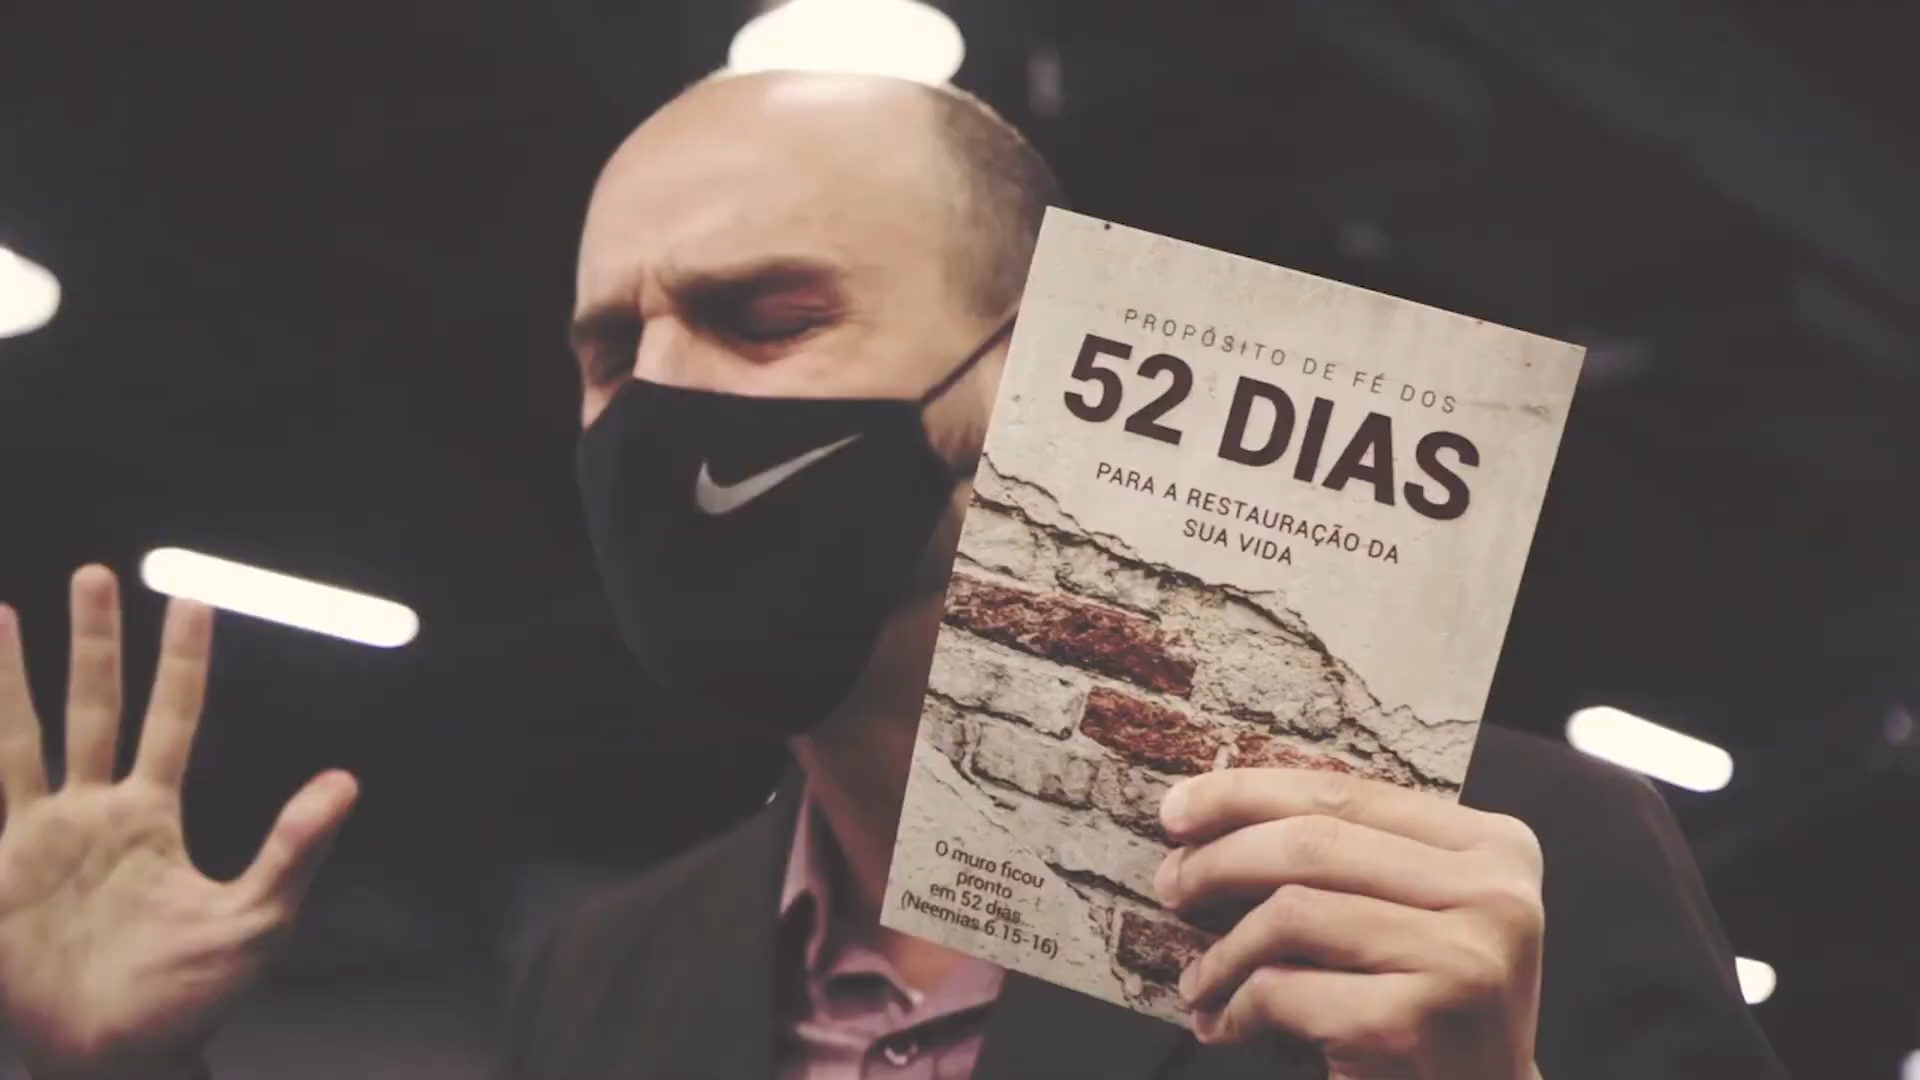 PROPÓSITO DE FÉ DOS
52 DIAS
PARA A RESTAURAÇÃO DA
SUA VIDA
O muro ficou
pronto
em 52 dias...
(Neemias 6.15-16)